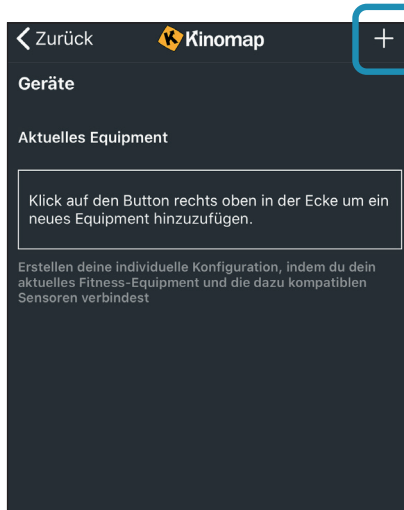 Zurück Kinomap +
Geräte
Aktuelles Equipment
Klick auf den Button rechts oben in der Ecke um ein
neues Equipment hinzuzufügen.
Erstellen deine individuelle Konfiguration, indem du dein
aktuelles Fitness-Equipment und die dazu kompatiblen
Sensoren verbindest